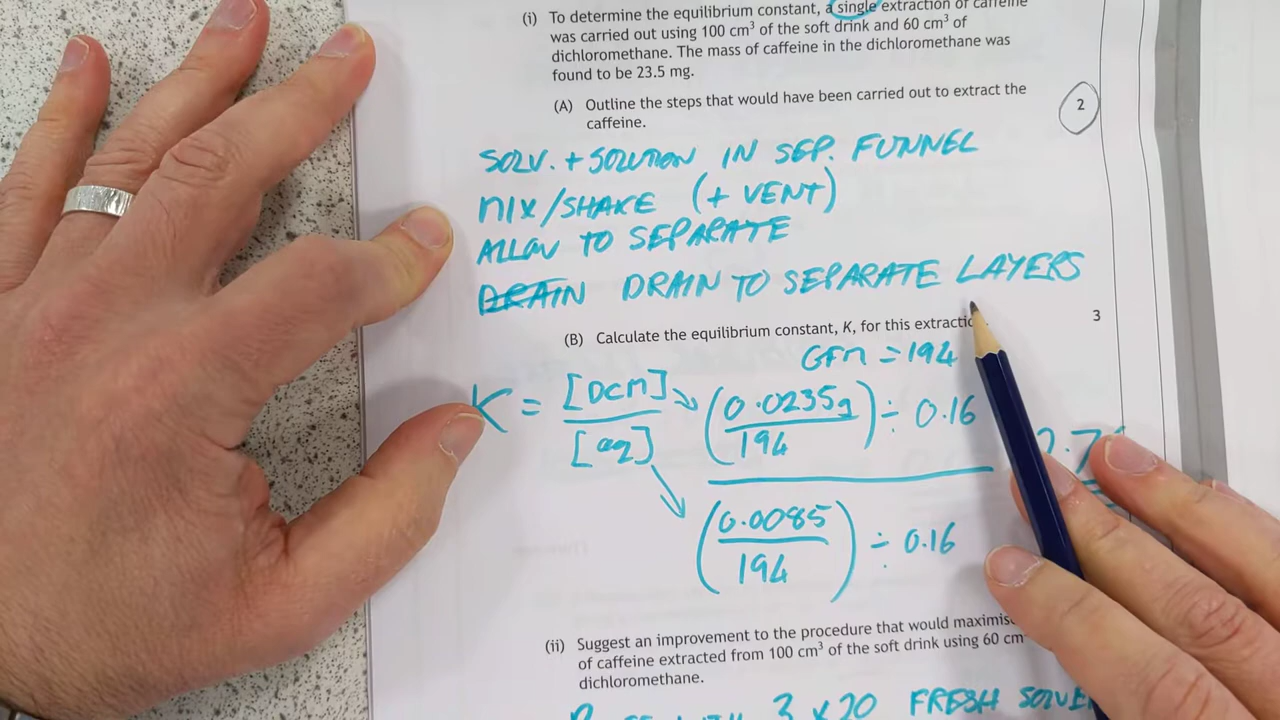 (i) To determine the equilibrium constant, a single extraction of caffeine
was carried out using 100 cm³ of the soft drink and 60 cm³ of
dichloromethane. The mass of caffeine in the dichloromethane was
found to be 23.5 mg.
(A) Outline the steps that would have been carried out to extract the
caffeine.
2
SOLV. + SOLUTION IN SEP. FUNNEL
MIX/SHAKE (+ VENT)
ALLOW TO SEPARATE
DRAIN DRAIN TO SEPARATE LAYERS
(B) Calculate the equilibrium constant, K, for this extraction.
3
GFM = 194
K = [DCM] / [aq]
(0.0235g / 194) ÷ 0.16
(0.0085 / 194) ÷ 0.16
(ii) Suggest an improvement to the procedure that would maximise
of caffeine extracted from 100 cm³ of the soft drink using 60 cm
dichloromethane.
3 x 20 FRESH